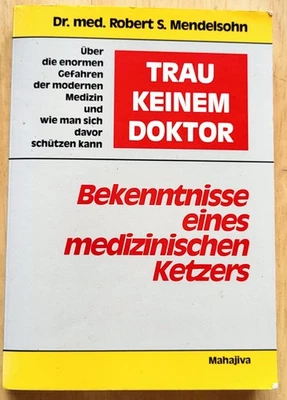 Dr. med. Robert S. Mendelsohn
Über
die enormen
Gefahren
der modernen
Medizin
und
wie man sich
davor
schützen kann
TRAU
KEINEM
DOKTOR
Bekenntnisse
eines
medizinischen
Ketzers
Mahajiva